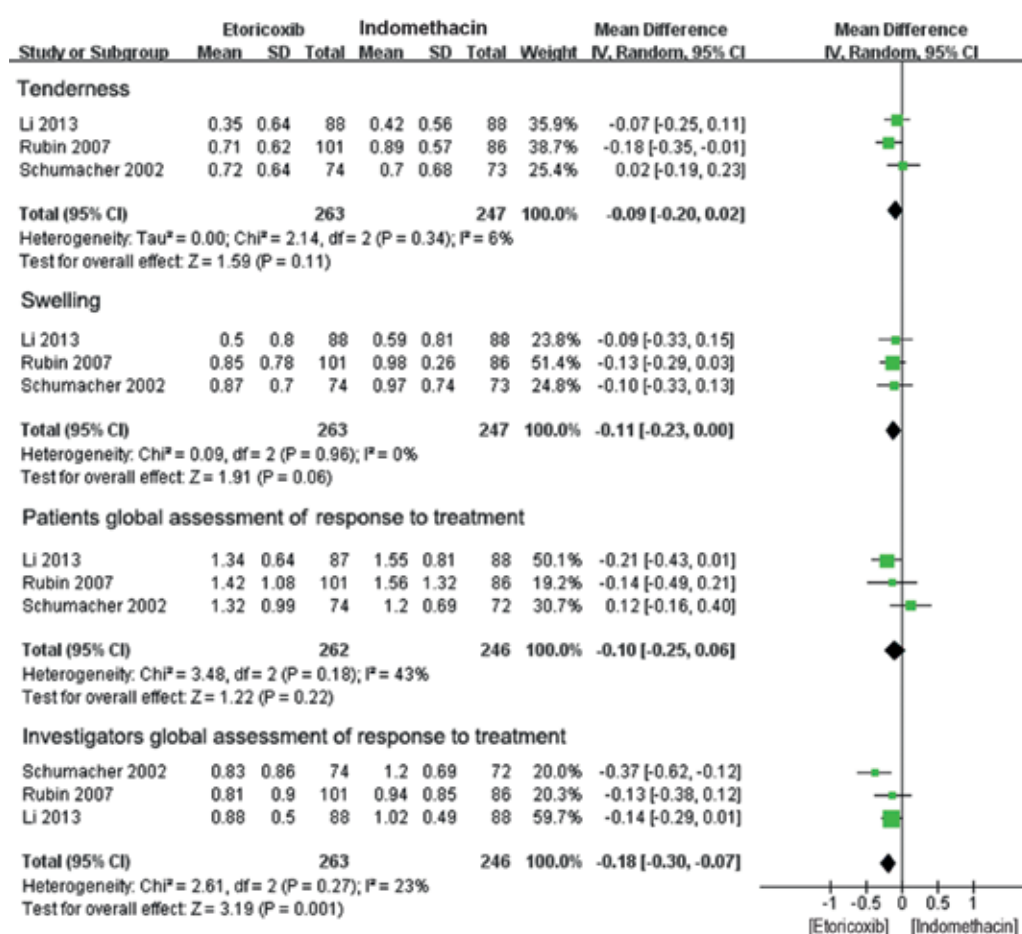 Etoricoxib Indomethacin Mean Difference Mean Difference
Study or Subgroup Mean SD Total Mean SD Total Weight IV, Random, 95% CI IV, Random, 95% CI
Tenderness
Li 2013 0.35 0.64 88 0.42 0.56 88 35.9% -0.07 [-0.25, 0.11]
Rubin 2007 0.71 0.62 101 0.89 0.57 86 38.7% -0.18 [-0.35, -0.01]
Schumacher 2002 0.72 0.64 74 0.7 0.68 73 25.4% 0.02 [-0.19, 0.23]
Total (95% CI) 263 247 100.0% -0.09 [-0.20, 0.02]
Heterogeneity: Tau² = 0.00; Chi² = 2.14, df = 2 (P = 0.34); I² = 6%
Test for overall effect: Z = 1.59 (P = 0.11)
Swelling
Li 2013 0.5 0.8 88 0.59 0.81 88 23.8% -0.09 [-0.33, 0.15]
Rubin 2007 0.85 0.78 101 0.98 0.26 86 51.4% -0.13 [-0.29, 0.03]
Schumacher 2002 0.87 0.7 74 0.97 0.74 73 24.8% -0.10 [-0.33, 0.13]
Total (95% CI) 263 247 100.0% -0.11 [-0.23, 0.00]
Heterogeneity: Chi² = 0.09, df = 2 (P = 0.96); I² = 0%
Test for overall effect: Z = 1.91 (P = 0.06)
Patients global assessment of response to treatment
Li 2013 1.34 0.64 87 1.55 0.81 88 50.1% -0.21 [-0.43, 0.01]
Rubin 2007 1.42 1.08 101 1.56 1.32 86 19.2% -0.14 [-0.49, 0.21]
Schumacher 2002 1.32 0.99 74 1.2 0.69 72 30.7% 0.12 [-0.16, 0.40]
Total (95% CI) 262 246 100.0% -0.10 [-0.25, 0.06]
Heterogeneity: Chi² = 3.48, df = 2 (P = 0.18); I² = 43%
Test for overall effect: Z = 1.22 (P = 0.22)
Investigators global assessment of response to treatment
Schumacher 2002 0.83 0.86 74 1.2 0.69 72 20.0% -0.37 [-0.62, -0.12]
Rubin 2007 0.81 0.9 101 0.94 0.85 86 20.3% -0.13 [-0.38, 0.12]
Li 2013 0.88 0.5 88 1.02 0.49 88 59.7% -0.14 [-0.29, 0.01]
Total (95% CI) 263 246 100.0% -0.18 [-0.30, -0.07]
Heterogeneity: Chi² = 2.61, df = 2 (P = 0.27); I² = 23%
Test for overall effect: Z = 3.19 (P = 0.001)
-1 -0.5 0 0.5 1
[Etoricoxib] [Indomethacin]